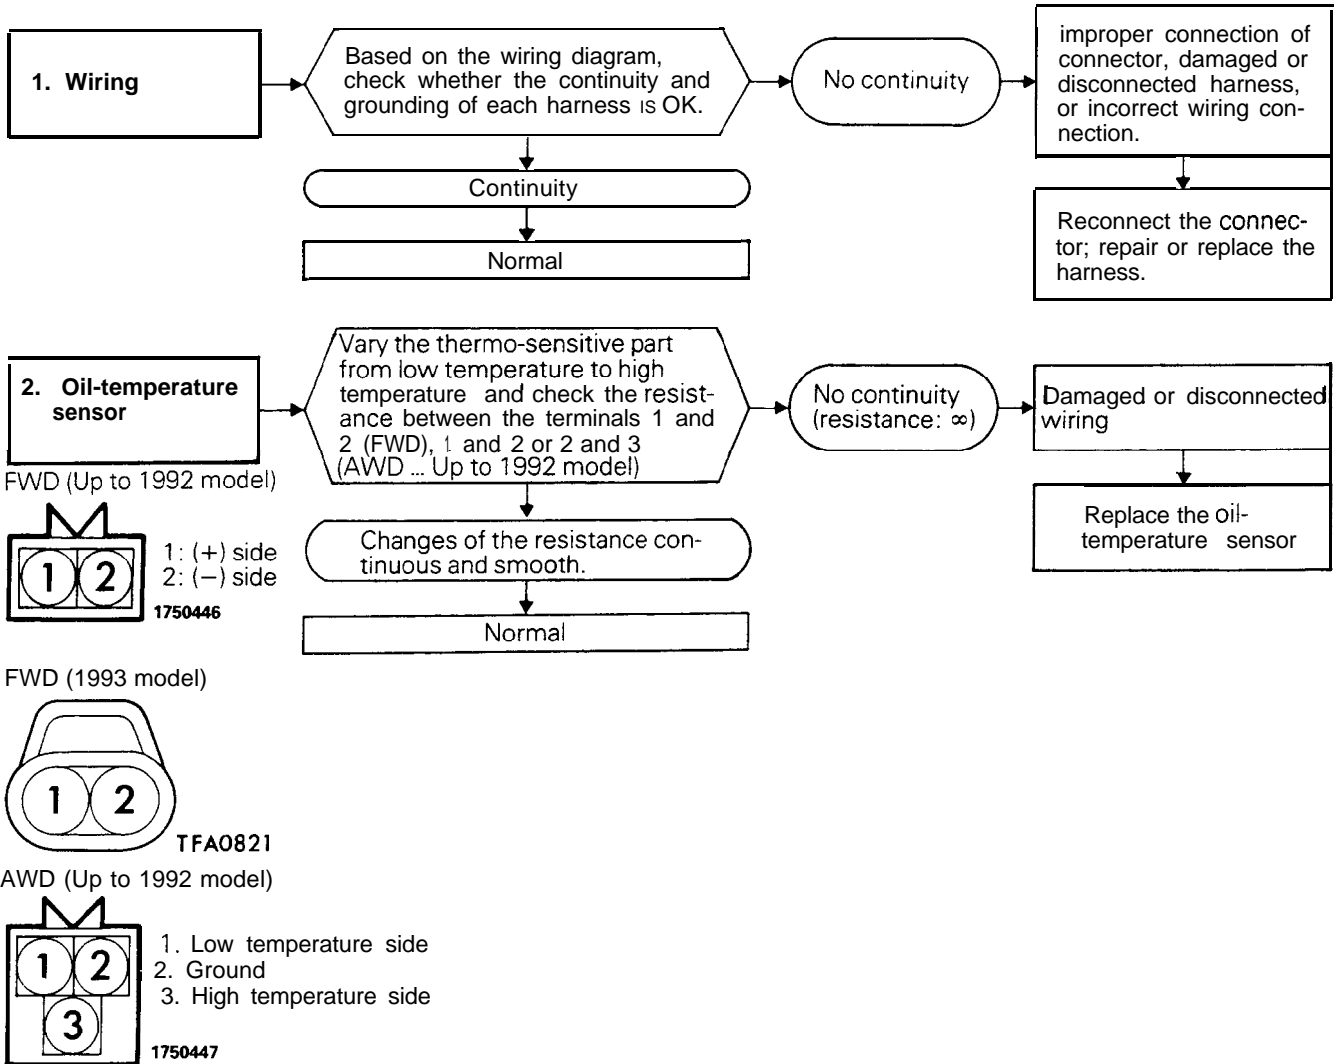 1. Wiring
Based on the wiring diagram,
check whether the continuity and
grounding of each harness is OK.
No continuity
improper connection of
connector, damaged or
disconnected harness,
or incorrect wiring con-
nection.
Continuity
Normal
Reconnect the connec-
tor; repair or replace the
harness.
2. Oil-temperature
sensor
Vary the thermo-sensitive part
from low temperature to high
temperature and check the resist-
ance between the terminals 1 and
2 (FWD), 1 and 2 or 2 and 3
(AWD ... Up to 1992 model)
No continuity
(resistance: ∞)
Damaged or disconnected
wiring
Changes of the resistance con-
tinuous and smooth.
Normal
Replace the oil-
temperature sensor
FWD (Up to 1992 model)
1 2
1: (+) side
2: (−) side
1750446
FWD (1993 model)
1 2
TFA0821
AWD (Up to 1992 model)
1 2
3
1. Low temperature side
2. Ground
3. High temperature side
1750447